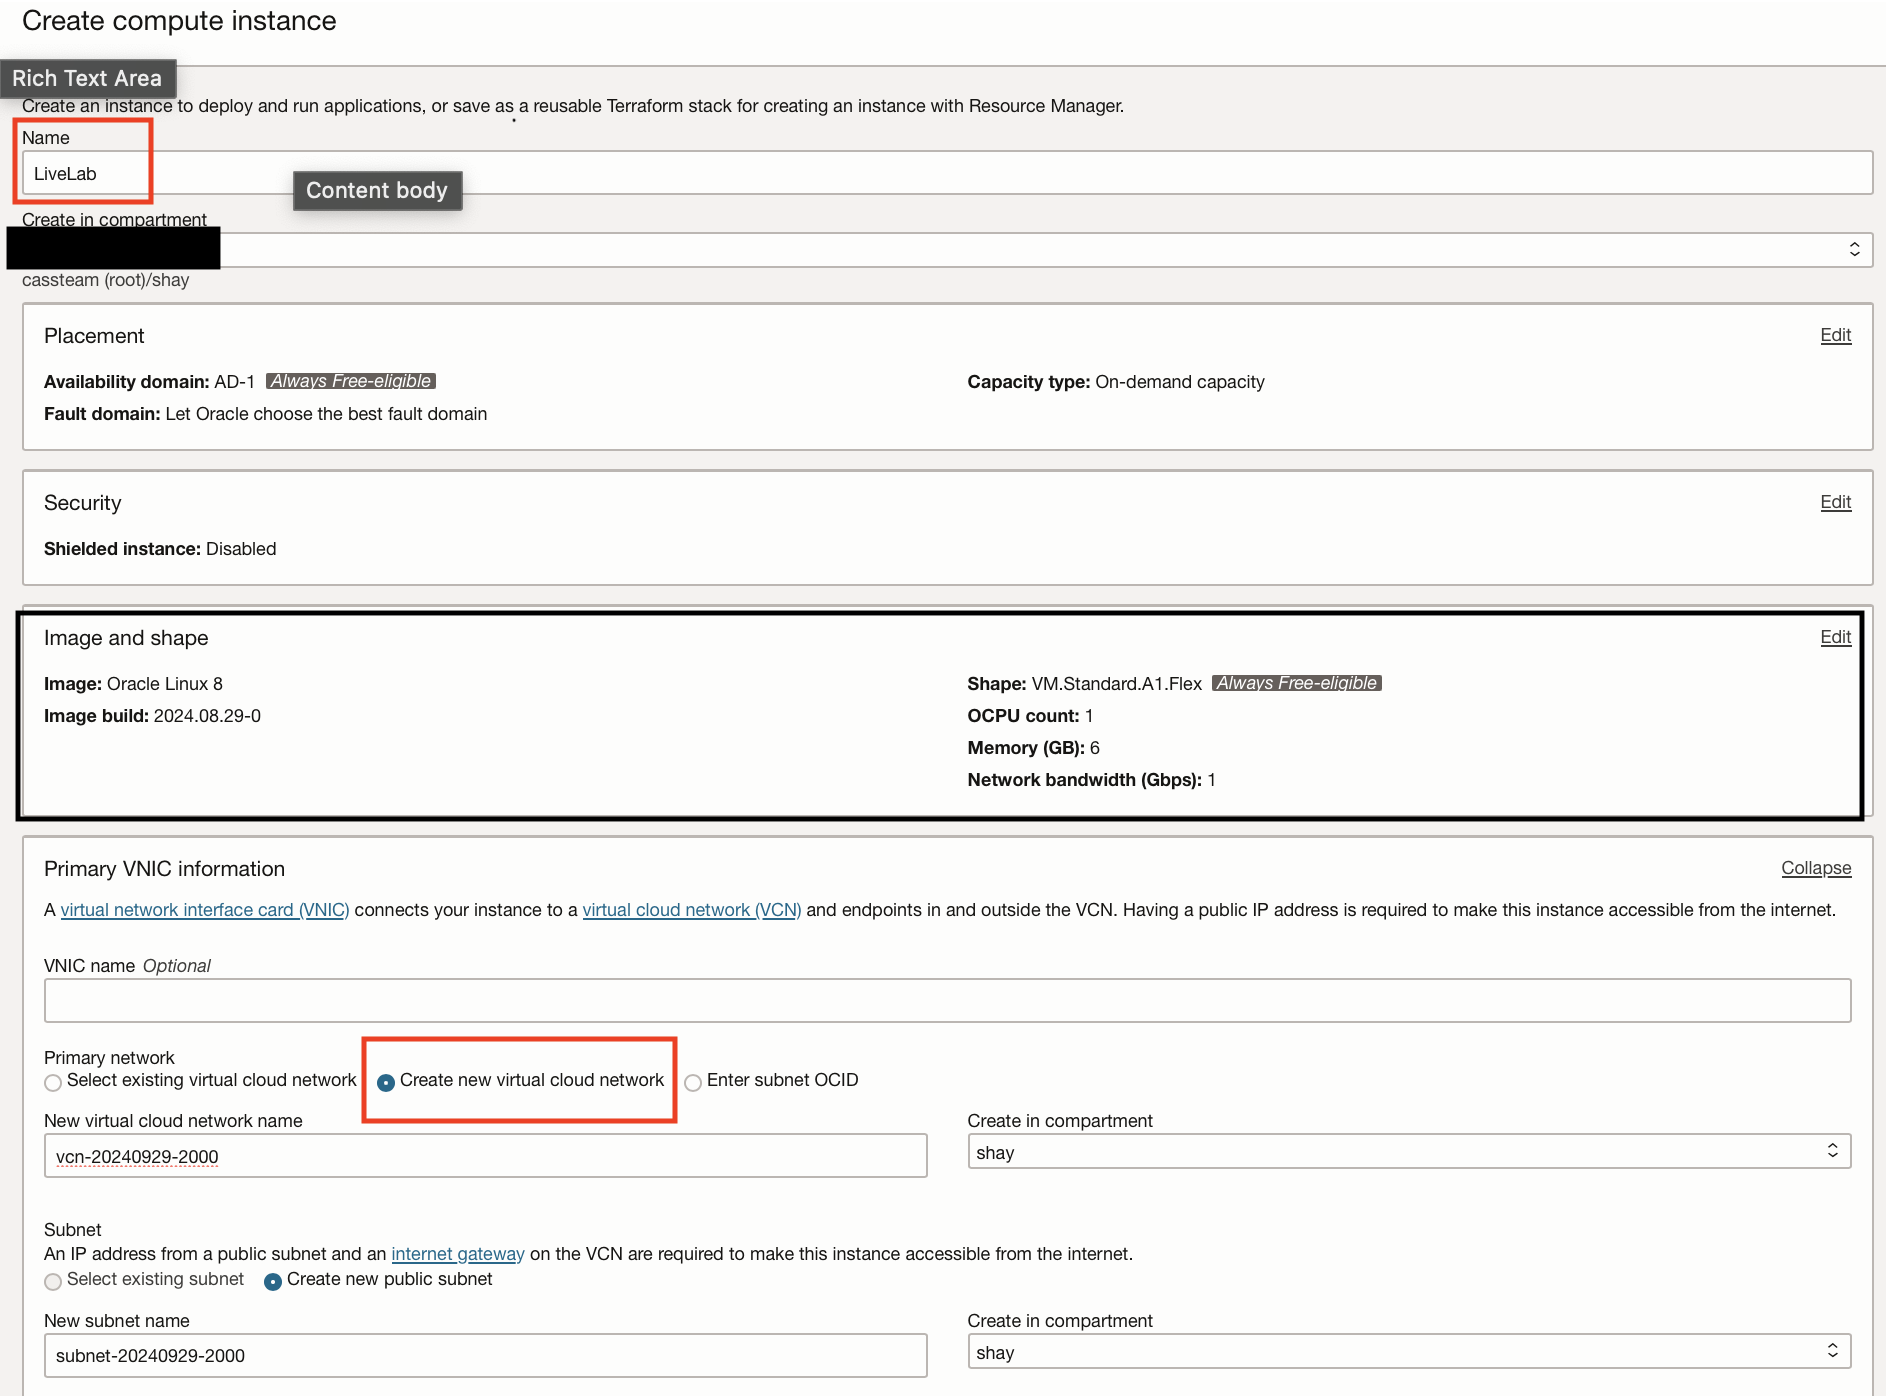 Create compute instance
Rich Text Area
Create an instance to deploy and run applications, or save as a reusable Terraform stack for creating an instance with Resource Manager.
Name
LiveLab
Content body
Create in compartment
cassteam (root)/shay
Placement
Edit
Availability domain: AD-1 Always Free-eligible
Capacity type: On-demand capacity
Fault domain: Let Oracle choose the best fault domain
Security
Edit
Shielded instance: Disabled
Image and shape
Edit
Image: Oracle Linux 8
Image build: 2024.08.29-0
Shape: VM.Standard.A1.Flex Always Free-eligible
OCPU count: 1
Memory (GB): 6
Network bandwidth (Gbps): 1
Primary VNIC information
Collapse
A virtual network interface card (VNIC) connects your instance to a virtual cloud network (VCN) and endpoints in and outside the VCN. Having a public IP address is required to make this instance accessible from the internet.
VNIC name Optional
Primary network
Select existing virtual cloud network Create new virtual cloud network Enter subnet OCID
New virtual cloud network name
vcn-20240929-2000
Create in compartment
shay
Subnet
An IP address from a public subnet and an internet gateway on the VCN are required to make this instance accessible from the internet.
Select existing subnet Create new public subnet
New subnet name
subnet-20240929-2000
Create in compartment
shay